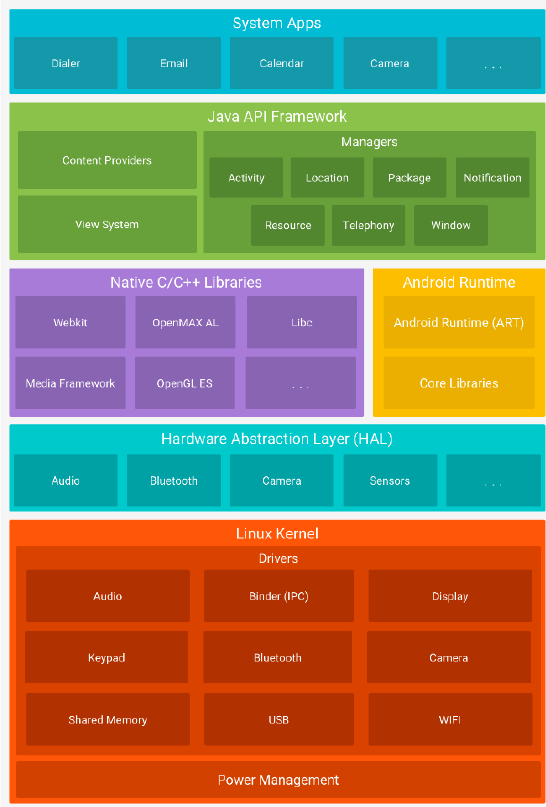 System Apps
Dialer
Email
Calendar
Camera
. . .
Java API Framework
Content Providers
View System
Managers
Activity
Location
Package
Notification
Resource
Telephony
Window
Native C/C++ Libraries
Webkit
OpenMAX AL
Libc
Media Framework
OpenGL ES
. . .
Android Runtime
Android Runtime (ART)
Core Libraries
Hardware Abstraction Layer (HAL)
Audio
Bluetooth
Camera
Sensors
. . .
Linux Kernel
Drivers
Audio
Binder (IPC)
Display
Keypad
Bluetooth
Camera
Shared Memory
USB
WIFI
Power Management